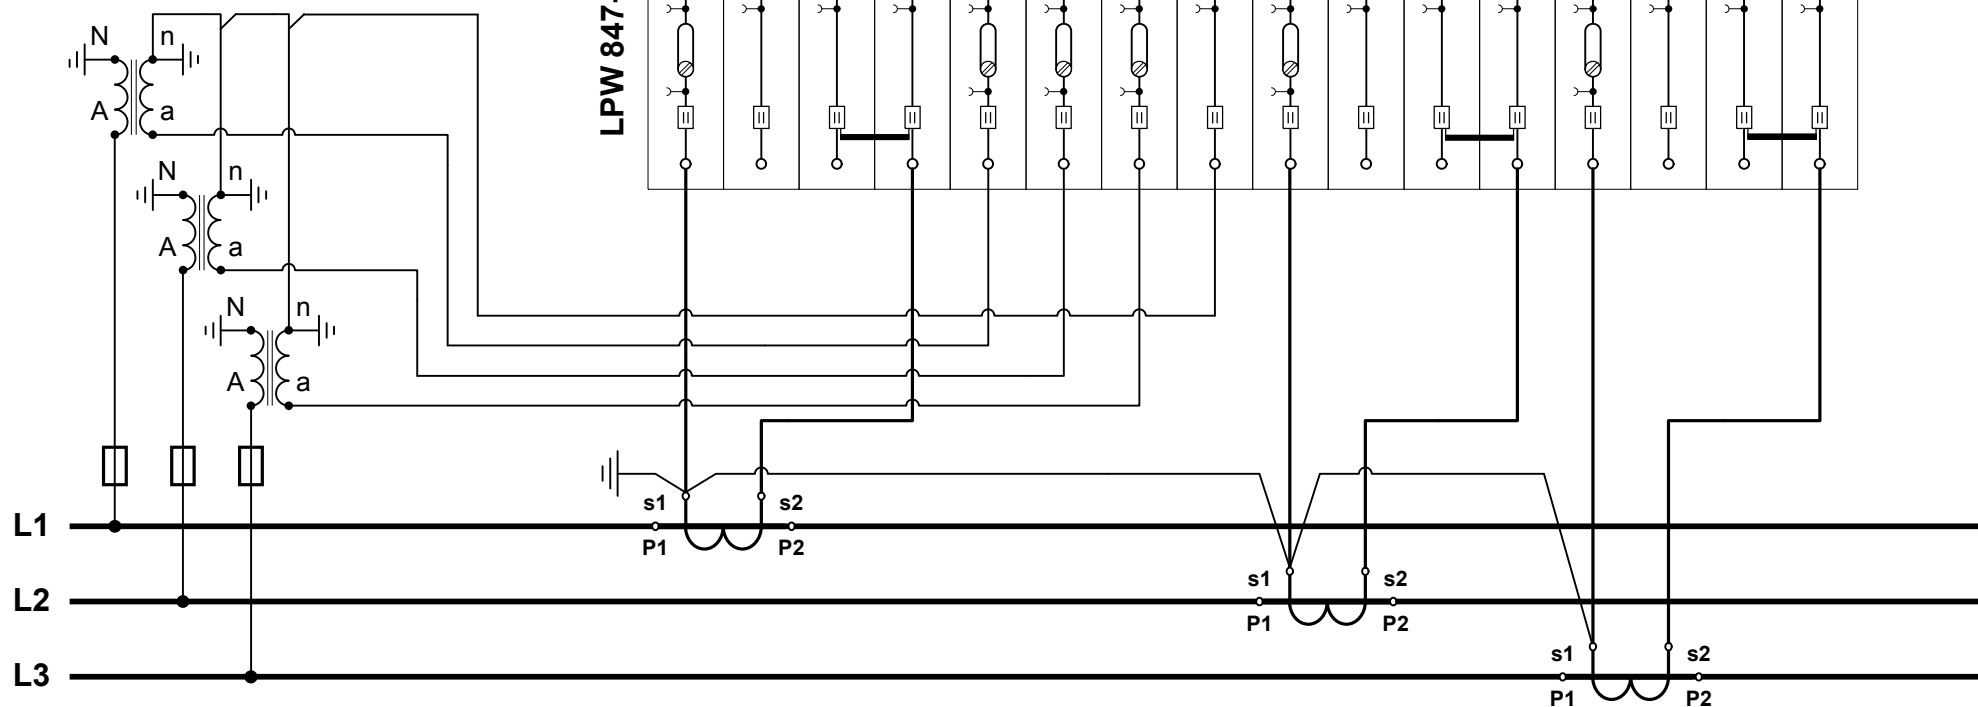 LPW 847-
N n
A a
N n
A a
N n
A a
s1 s2
L1
P1 P2
s1 s2
L2
P1 P2
s1 s2
L3
P1 P2